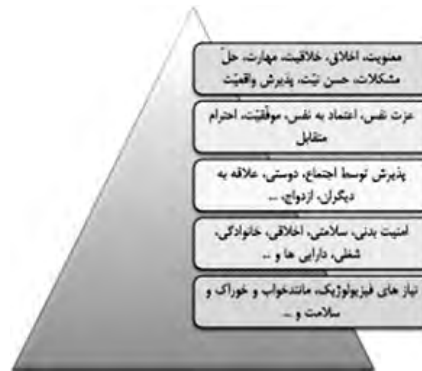 معنویت، اخلاق، خلاقیت، مهارت، حلّ
مشکلات، حسن نیّت، پذیرش واقعیّت
عزت نفس، اعتماد به نفس، موفّقیّت، احترام
متقابل
پذیرش توسط اجتماع، دوستی، علاقه به
دیگران، ازدواج، ...
امنیت بدنی، سلامتی، اخلاقی، خانوادگی،
شغلی، دارایی ها و ...
نیاز های فیزیولوژیک، مانندخواب و خوراک و
سلامت و ...